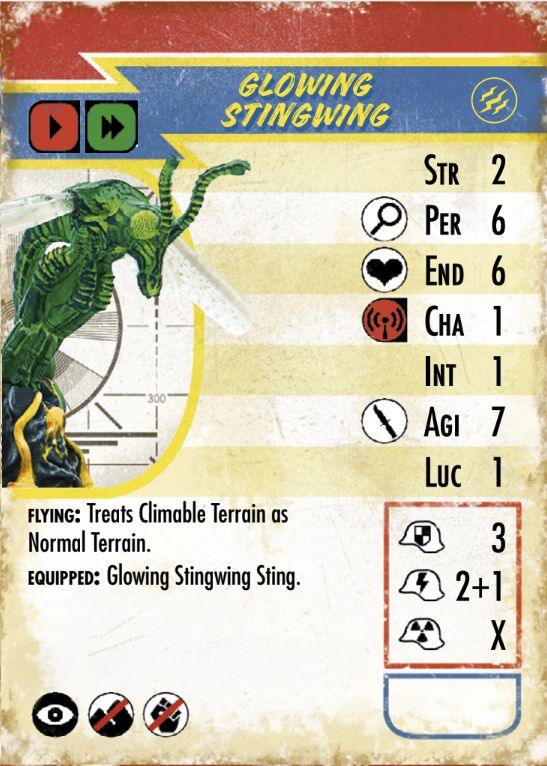 GLOWING
STINGWING
STR 2
PER 6
END 6
CHA 1
INT 1
AGI 7
LUC 1
300
FLYING: Treats Climable Terrain as
Normal Terrain.
EQUIPPED: Glowing Stingwing Sting.
3
2+1
X